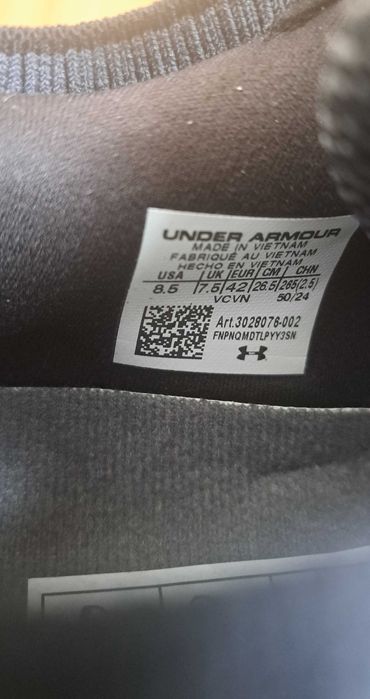 UNDER ARMOUR
MADE IN VIETNAM
FABRIQUÉ AU VIETNAM
HECHO EN VIETNAM
USA / UK / EUR / CM / CHN
8.5 / 7.5 / 42 / 26.5 / 265(2.5)
VCVN 50/24
Art.3028076-002
FNPNQMDTLPYY3SN